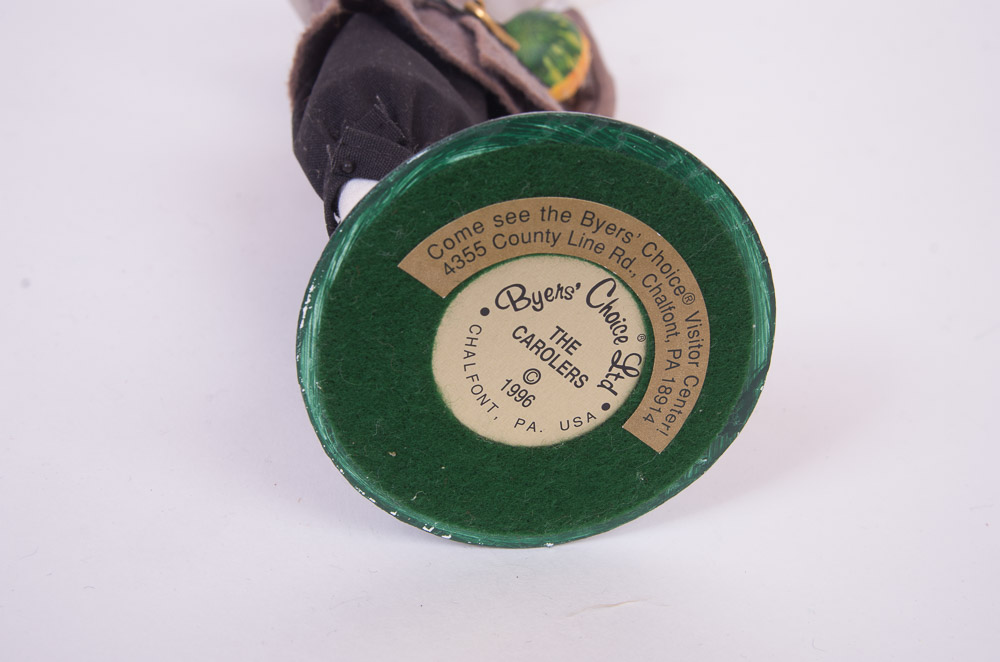 Come see the Byers' Choice® Visitor Center!
4355 County Line Rd., Chalfont, PA 18914
Byers' Choice Ltd
®
THE
CAROLERS
©
1996
• CHALFONT, PA. USA •